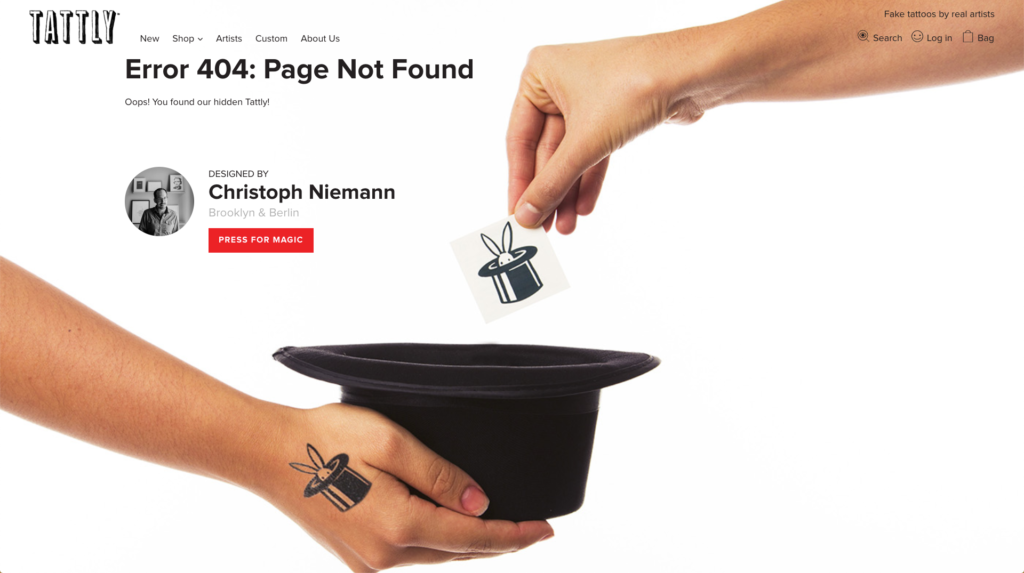 TATTLY
Fake tattoos by real artists
New Shop Artists Custom About Us
Search Log in Bag
Error 404: Page Not Found
Oops! You found our hidden Tattly!
DESIGNED BY
Christoph Niemann
Brooklyn & Berlin
PRESS FOR MAGIC